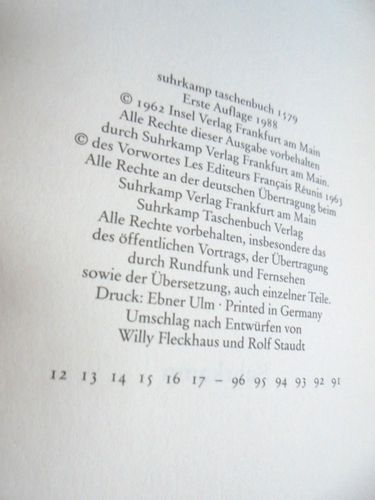 suhrkamp taschenbuch 1579
Erste Auflage 1988
© 1962 Insel Verlag Frankfurt am Main
Alle Rechte dieser Ausgabe vorbehalten
durch Suhrkamp Verlag Frankfurt am Main.
© des Vorwortes Les Editeurs Français Réunis 1963
Alle Rechte an der deutschen Übertragung beim
Suhrkamp Verlag Frankfurt am Main
Suhrkamp Taschenbuch Verlag
Alle Rechte vorbehalten, insbesondere das
des öffentlichen Vortrags, der Übertragung
durch Rundfunk und Fernsehen
sowie der Übersetzung, auch einzelner Teile.
Druck: Ebner Ulm · Printed in Germany
Umschlag nach Entwürfen von
Willy Fleckhaus und Rolf Staudt
12 13 14 15 16 17 – 96 95 94 93 92 91